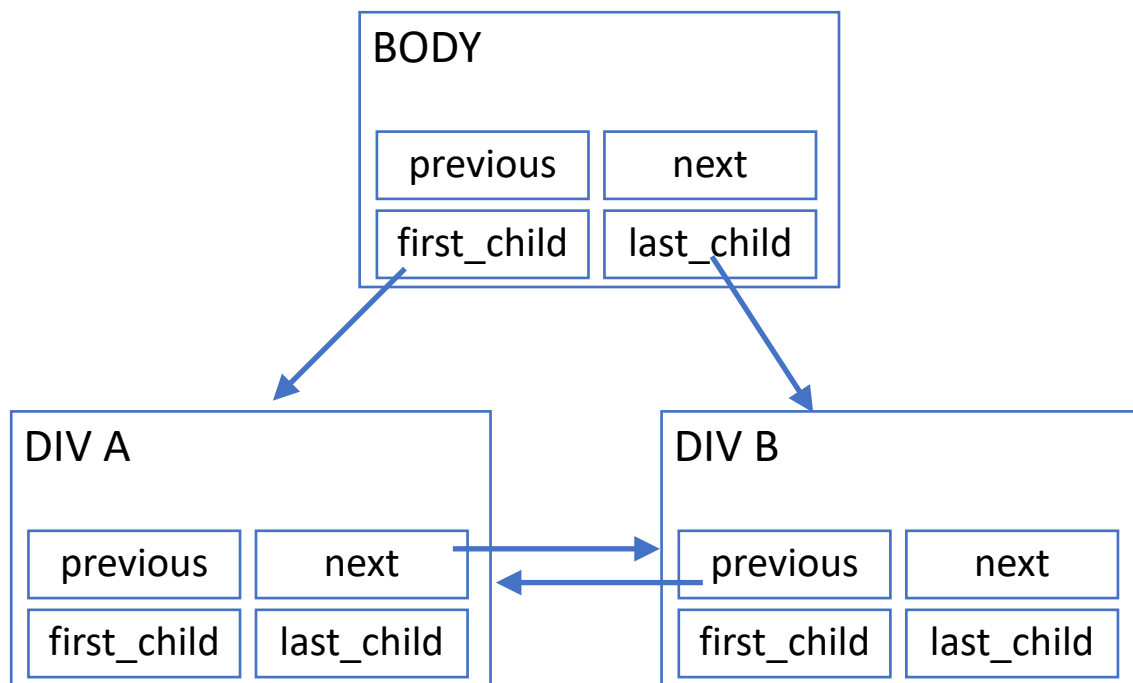 BODY
previous next
first_child last_child
DIV A
previous next
first_child last_child
DIV B
previous next
first_child last_child